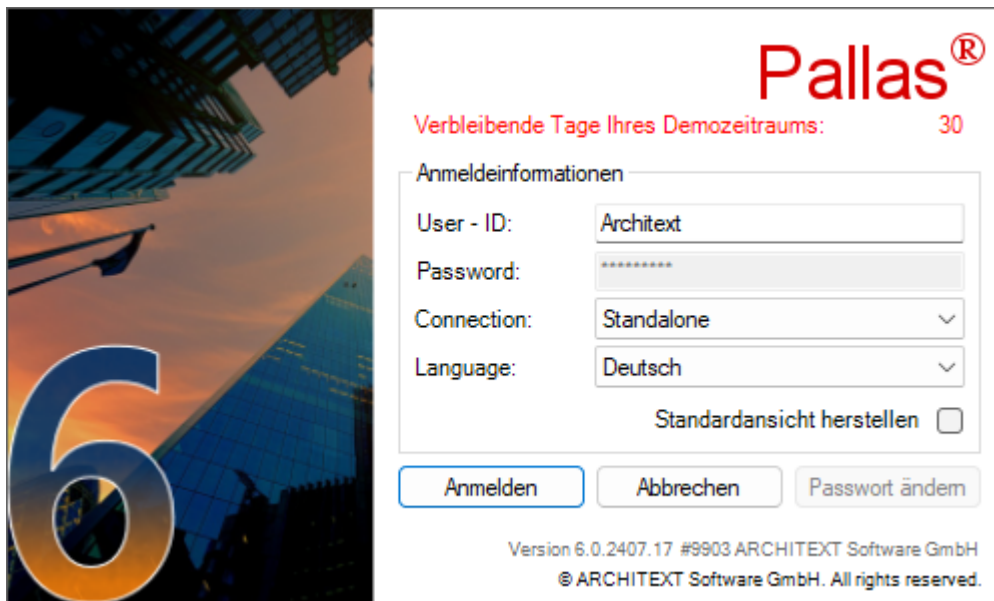 Pallas®
Verbleibende Tage Ihres Demozeitraums: 30
Anmeldeinformationen
User - ID: Architext
Password: *********
Connection: Standalone
Language: Deutsch
Standardansicht herstellen
6
Anmelden Abbrechen Passwort ändern
Version 6.0.2407.17 #9903 ARCHITEXT Software GmbH
© ARCHITEXT Software GmbH. All rights reserved.